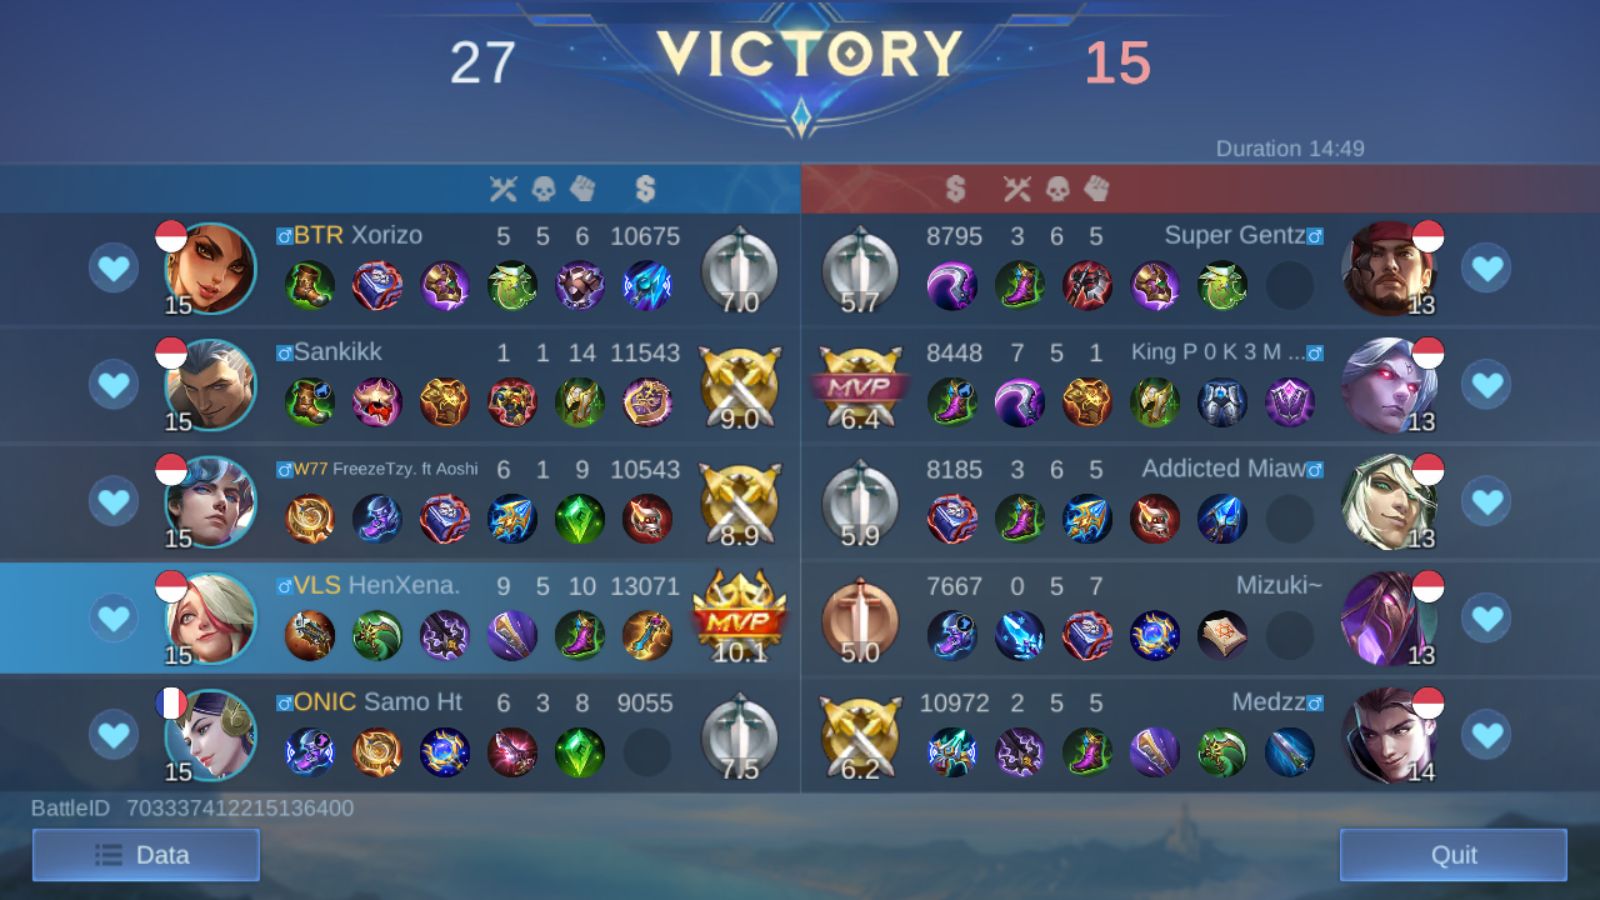 27 VICTORY 15
Duration 14:49
BTR Xorizo 5 5 6 10675
15 7.0
8795 3 6 5 Super Gentz
5.7 13
Sankikk 1 1 14 11543
15 9.0
8448 7 5 1 King P 0 K 3 M ...
MVP 6.4 13
W77 FreezeTzy. ft Aoshi 6 1 9 10543
15 8.9
8185 3 6 5 Addicted Miaw
5.9 13
VLS HenXena. 9 5 10 13071
15 MVP 10.1
7667 0 5 7 Mizuki~
5.0 13
ONIC Samo Ht 6 3 8 9055
15 7.5
10972 2 5 5 Medzz
6.2 14
BattleID 703337412215136400
Data
Quit